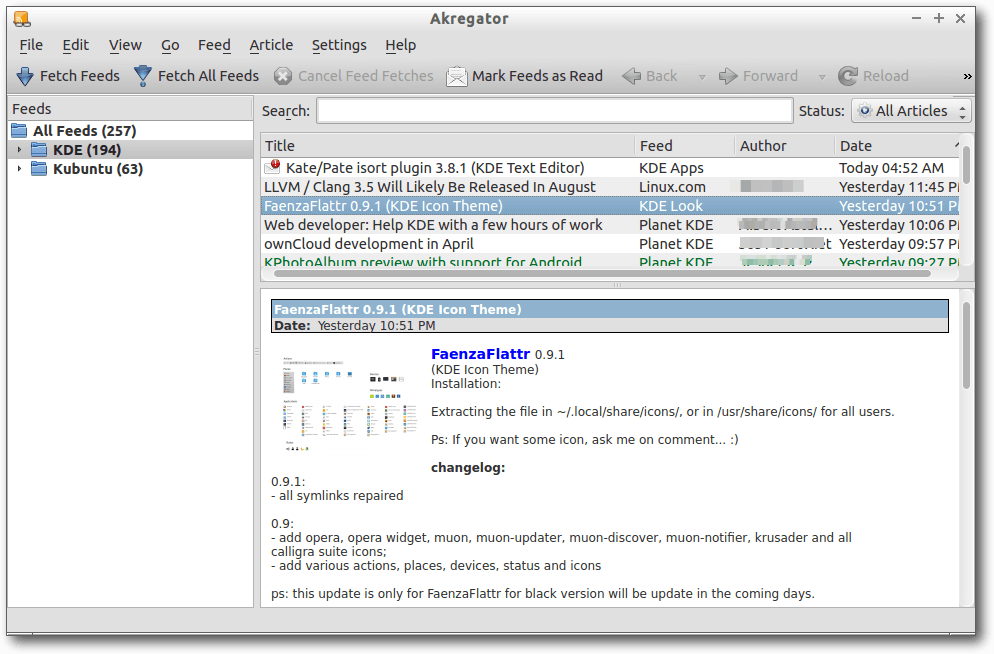 Akregator
File Edit View Go Feed Article Settings Help
Fetch Feeds Fetch All Feeds Cancel Feed Fetches Mark Feeds as Read Back Forward Reload »
Feeds
All Feeds (257)
KDE (194)
Kubuntu (63)
Search: Status: All Articles
Title Feed Author Date
Kate/Pate isort plugin 3.8.1 (KDE Text Editor) KDE Apps Today 04:52 AM
LLVM / Clang 3.5 Will Likely Be Released In August Linux.com Yesterday 11:45 P
FaenzaFlattr 0.9.1 (KDE Icon Theme) KDE Look Yesterday 10:51 P
Web developer: Help KDE with a few hours of work Planet KDE Yesterday 10:06 P
ownCloud development in April Planet KDE Yesterday 09:57 P
KPhotoAlbum preview with support for Android Planet KDE Yesterday 09:27 P
FaenzaFlattr 0.9.1 (KDE Icon Theme)
Date: Yesterday 10:51 PM
FaenzaFlattr 0.9.1
(KDE Icon Theme)
Installation:
Extracting the file in ~/.local/share/icons/, or in /usr/share/icons/ for all users.
Ps: If you want some icon, ask me on comment... :)
changelog:
0.9.1:
- all symlinks repaired
0.9:
- add opera, opera widget, muon, muon-updater, muon-discover, muon-notifier, krusader and all
calligra suite icons;
- add various actions, places, devices, status and icons
ps: this update is only for FaenzaFlattr for black version will be update in the coming days.